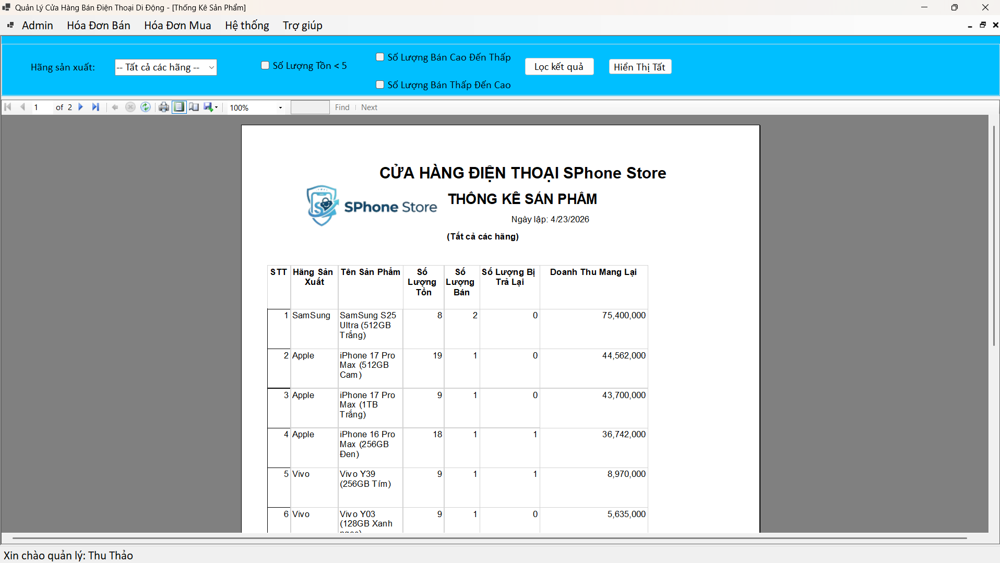 Quản Lý Cửa Hàng Bán Điện Thoại Di Động - [Thống Kê Sản Phẩm]
Admin Hóa Đơn Bán Hóa Đơn Mua Hệ thống Trợ giúp
Hãng sản xuất: -- Tất cả các hãng --
Số Lượng Tồn < 5
Số Lượng Bán Cao Đến Thấp
Số Lượng Bán Thấp Đến Cao
Lọc kết quả
Hiển Thị Tất
1 of 2 100% Find Next
CỬA HÀNG ĐIỆN THOẠI SPhone Store
SPhone Store
THỐNG KÊ SẢN PHẨM
Ngày lập: 4/23/2026
(Tất cả các hãng)
STT Hãng Sản Xuất Tên Sản Phẩm Số Lượng Tồn Số Lượng Bán Số Lượng Bị Trả Lại Doanh Thu Mang Lại
1 SamSung SamSung S25 Ultra (512GB Trắng) 8 2 0 75,400,000
2 Apple iPhone 17 Pro Max (512GB Cam) 19 1 0 44,562,000
3 Apple iPhone 17 Pro Max (1TB Trắng) 9 1 0 43,700,000
4 Apple iPhone 16 Pro Max (256GB Đen) 18 1 1 36,742,000
5 Vivo Vivo Y39 (256GB Tím) 9 1 1 8,970,000
6 Vivo Vivo Y03 (128GB Xanh 9 1 0 5,635,000
Xin chào quản lý: Thu Thảo